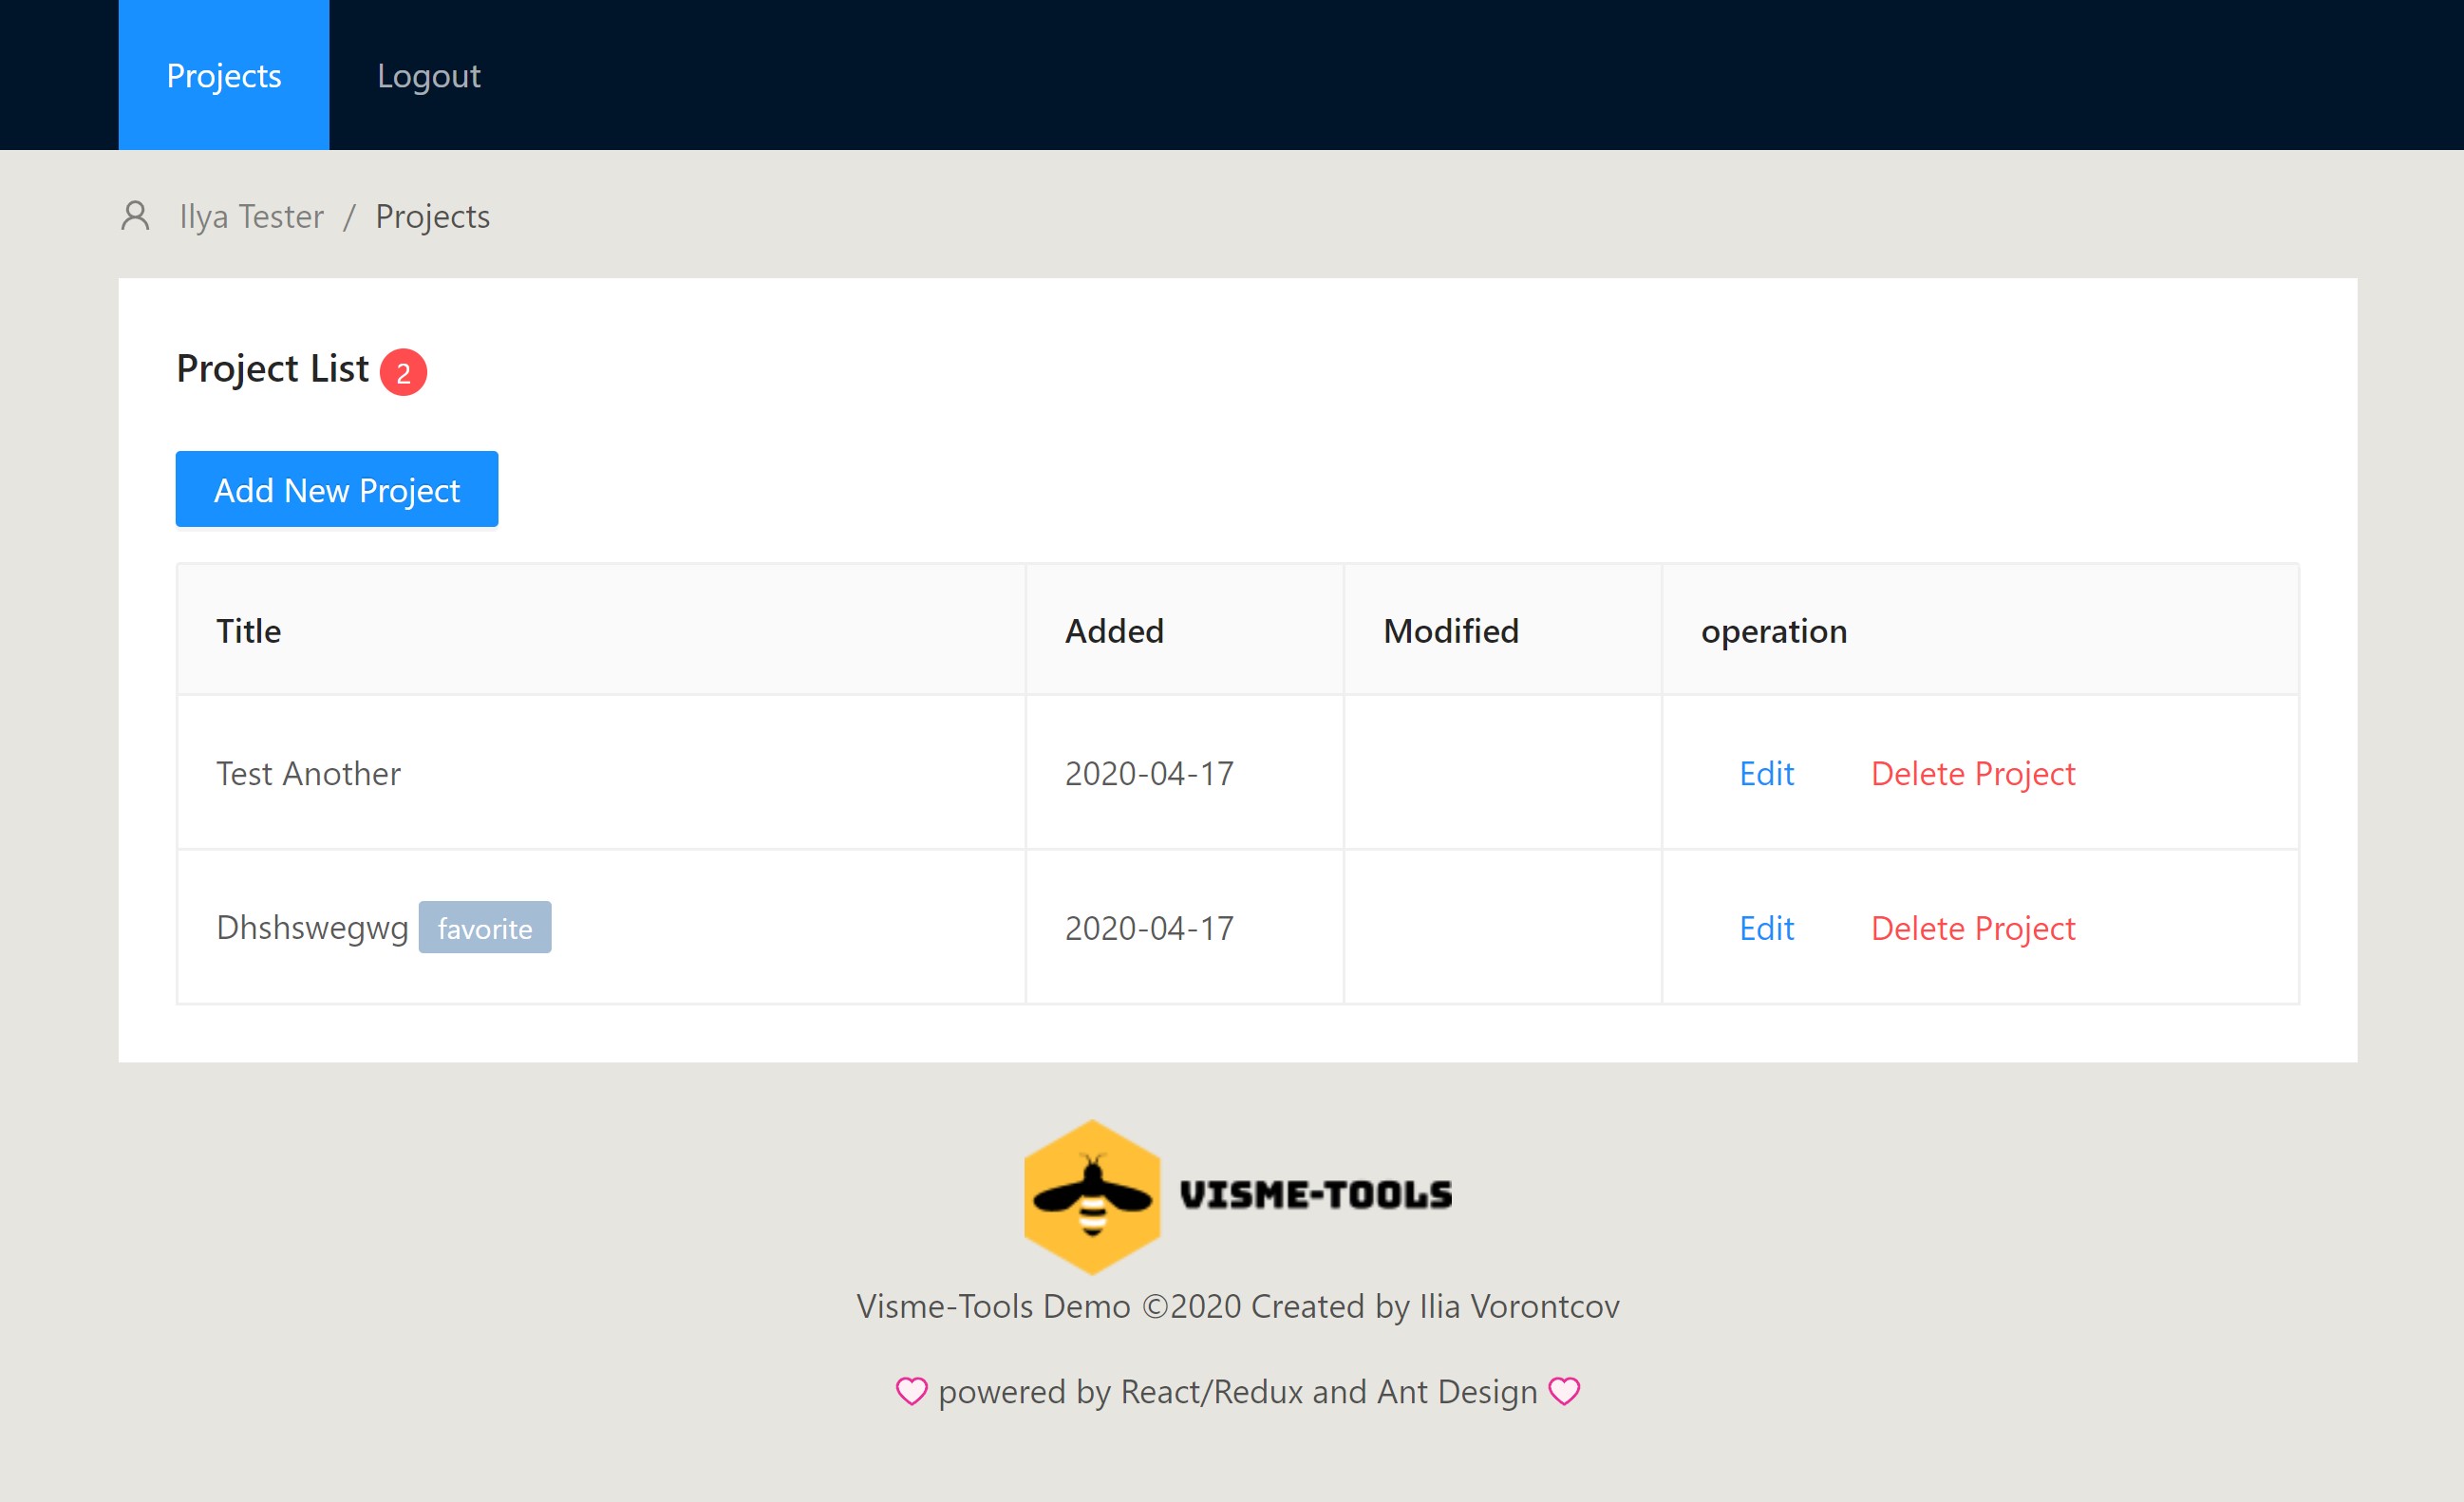 Projects Logout
Ilya Tester / Projects
Project List 2
Add New Project
Title Added Modified operation
Test Another 2020-04-17 Edit Delete Project
Dhshswegwg favorite 2020-04-17 Edit Delete Project
VISME-TOOLS
Visme-Tools Demo ©2020 Created by Ilia Vorontcov
powered by React/Redux and Ant Design